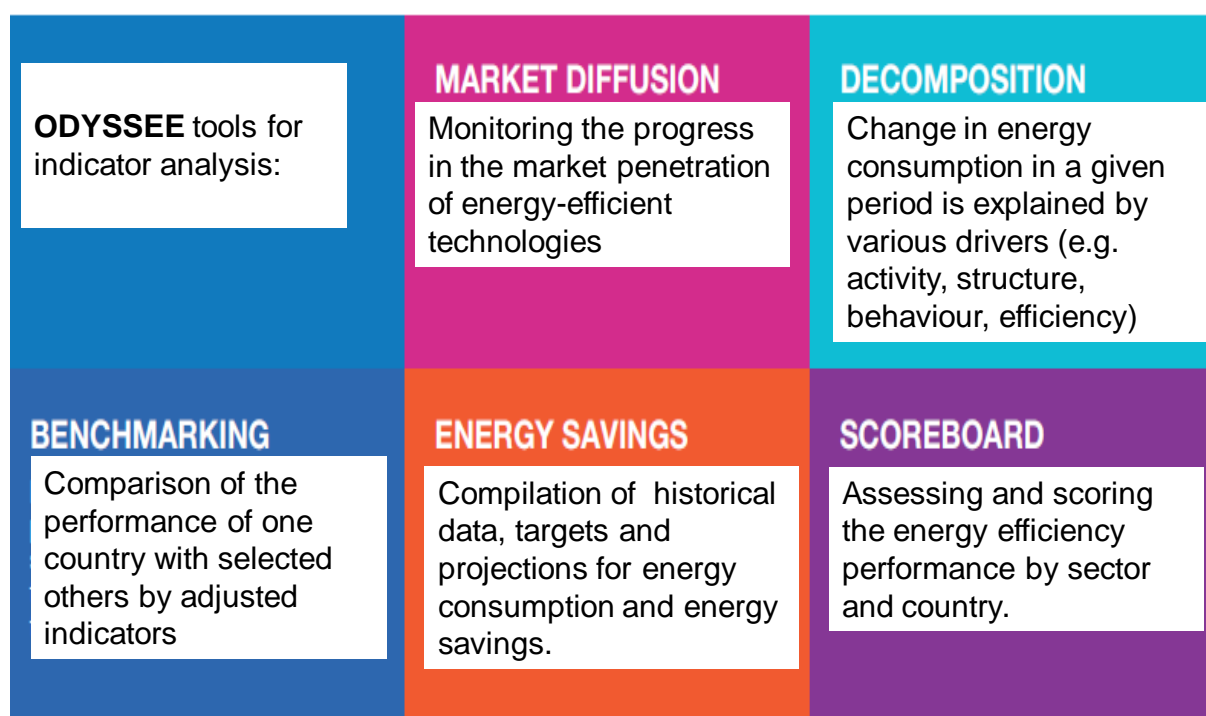 ODYSSEE tools for
indicator analysis:
MARKET DIFFUSION
Monitoring the progress
in the market penetration
of energy-efficient
technologies
DECOMPOSITION
Change in energy
consumption in a given
period is explained by
various drivers (e.g.
activity, structure,
behaviour, efficiency)
BENCHMARKING
Comparison of the
performance of one
country with selected
others by adjusted
indicators
ENERGY SAVINGS
Compilation of historical
data, targets and
projections for energy
consumption and energy
savings.
SCOREBOARD
Assessing and scoring
the energy efficiency
performance by sector
and country.